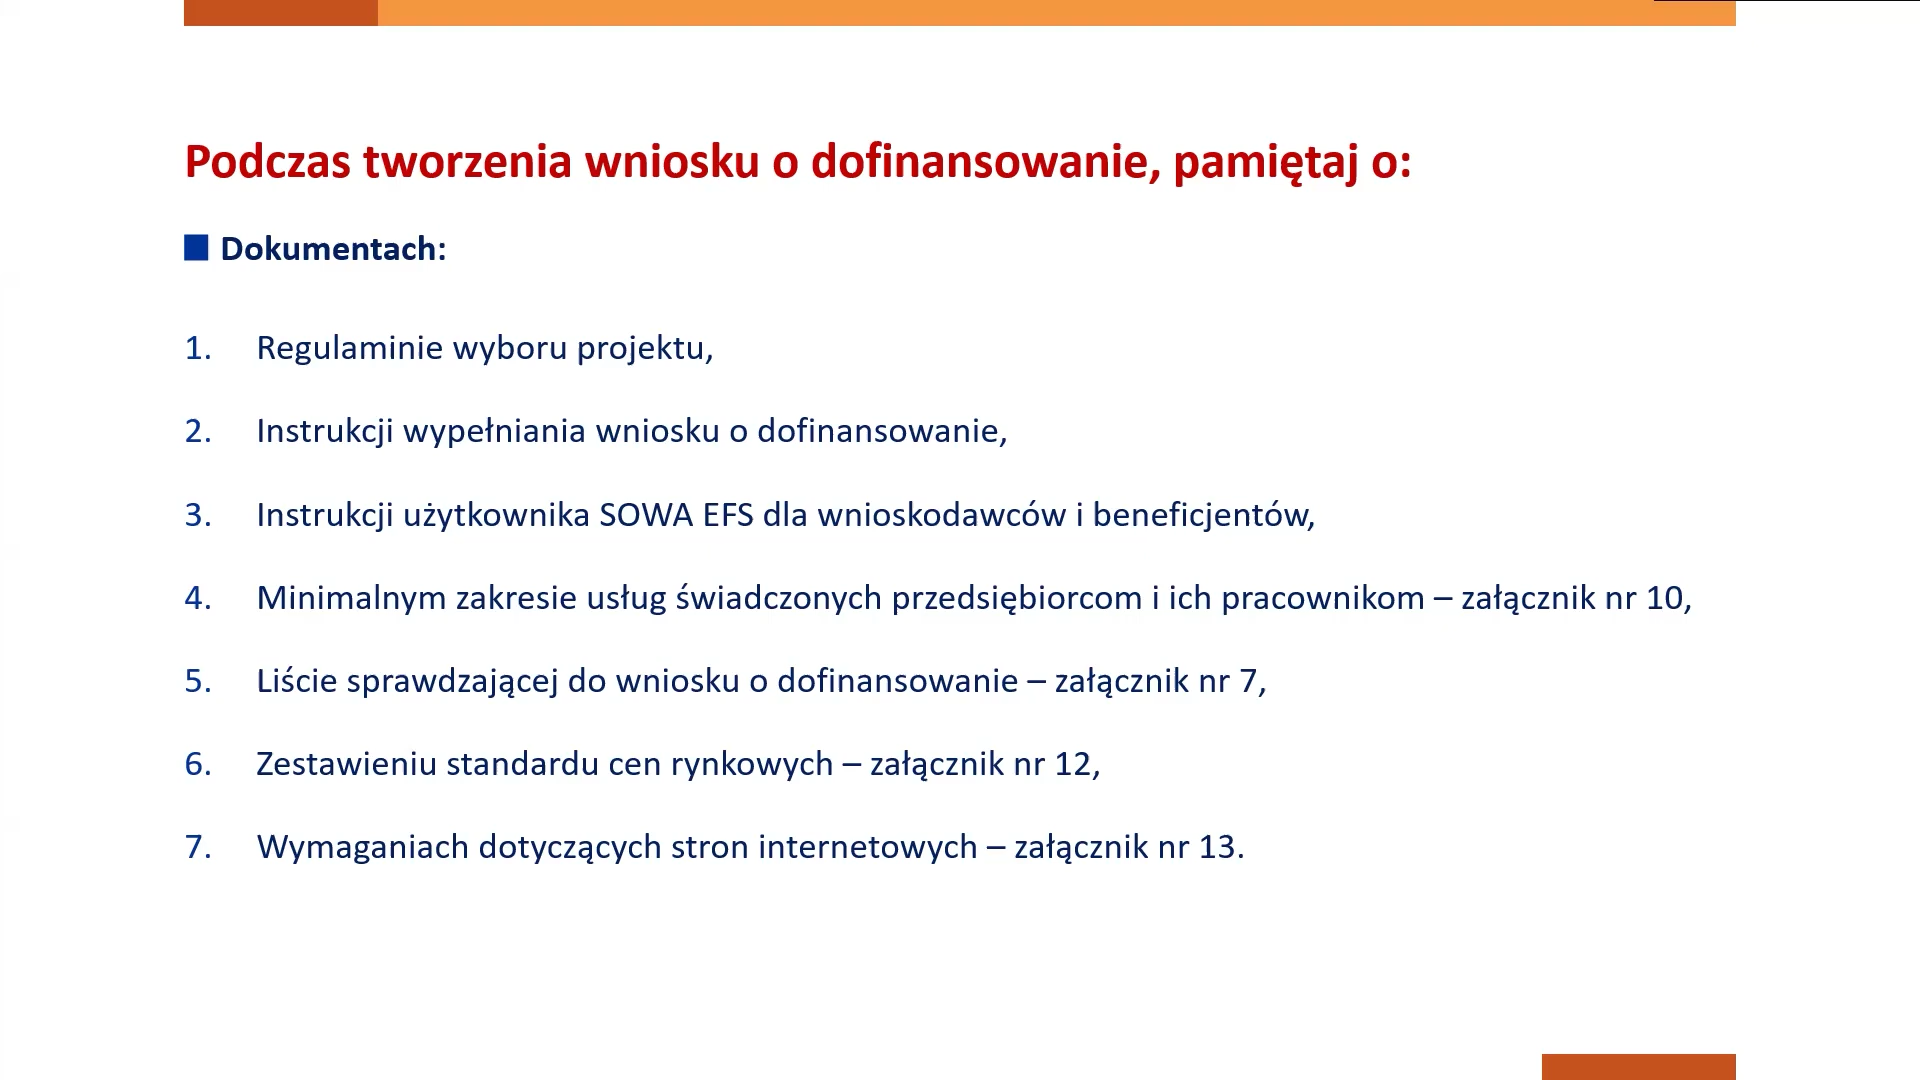 Podczas tworzenia wniosku o dofinansowanie, pamiętaj o:
Dokumentach:
1. Regulaminie wyboru projektu,
2. Instrukcji wypełniania wniosku o dofinansowanie,
3. Instrukcji użytkownika SOWA EFS dla wnioskodawców i beneficjentów,
4. Minimalnym zakresie usług świadczonych przedsiębiorcom i ich pracownikom – załącznik nr 10,
5. Liście sprawdzającej do wniosku o dofinansowanie – załącznik nr 7,
6. Zestawieniu standardu cen rynkowych – załącznik nr 12,
7. Wymaganiach dotyczących stron internetowych – załącznik nr 13.